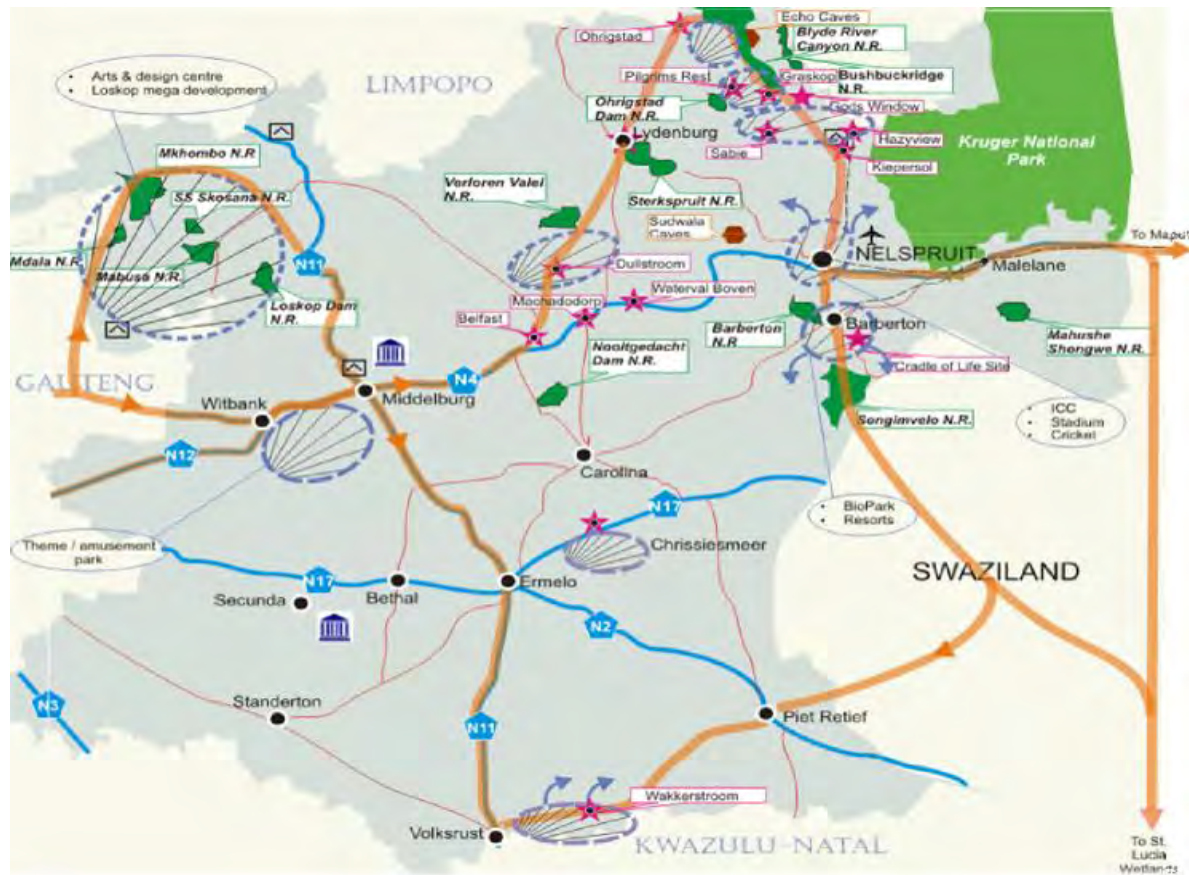 Echo Caves
Ohrigstad
Blyde River
Canyon N.R.
• Arts & design centre
• Loskop mega development
LIMPOPO
Pilgrims Rest
Graskop
Bushbuckridge
N.R.
Ohrigstad
Dam N.R.
Gods Window
Lydenburg
Hazyview
Sabie
Kiepersol
Kruger National
Park
Mkhombo N.R
SS Skosana N.R.
Verforen Valei
N.R.
Sterkspruit N.R.
Sudwala
Caves
To Maput
Mdala N.R
Mabusa N.R.
N11
Dullstroom
NELSPRUIT
Malelane
Loskop Dam
N.R.
Machadodorp
Waterval Boven
Belfast
Barberton
N.R
Barberton
Mahushe
Shongwe N.R.
Nooitgedacht
Dam N.R.
Cradle of Life Site
GAUTENG
N4
Middelburg
Witbank
Songimvelo N.R.
• ICC
• Stadium
• Cricket
N12
Carolina
• BioPark
• Resorts
N17
Chrissiesmeer
Theme / amusement
park
SWAZILAND
N17
Ermelo
Secunda
Bethal
N2
N3
Standerton
N11
Piet Retief
Wakkerstroom
Volksrust
KWAZULU-NATAL
To St.
Lucia
Wetlands